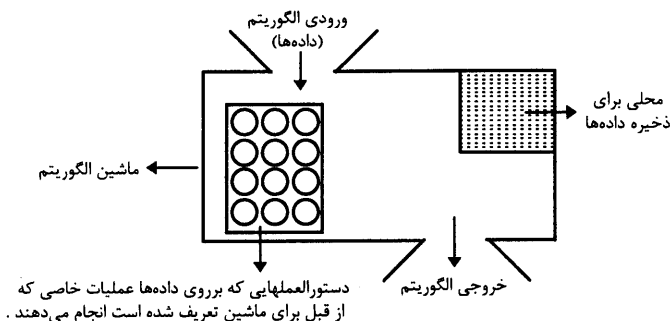 ورودی الگوریتم
(داده‌ها)
محلی برای
ذخیره داده‌ها
ماشین الگوریتم
خروجی الگوریتم
دستورالعملهایی که برروی داده‌ها عملیات خاصی که
از قبل برای ماشین تعریف شده است انجام می‌دهند .